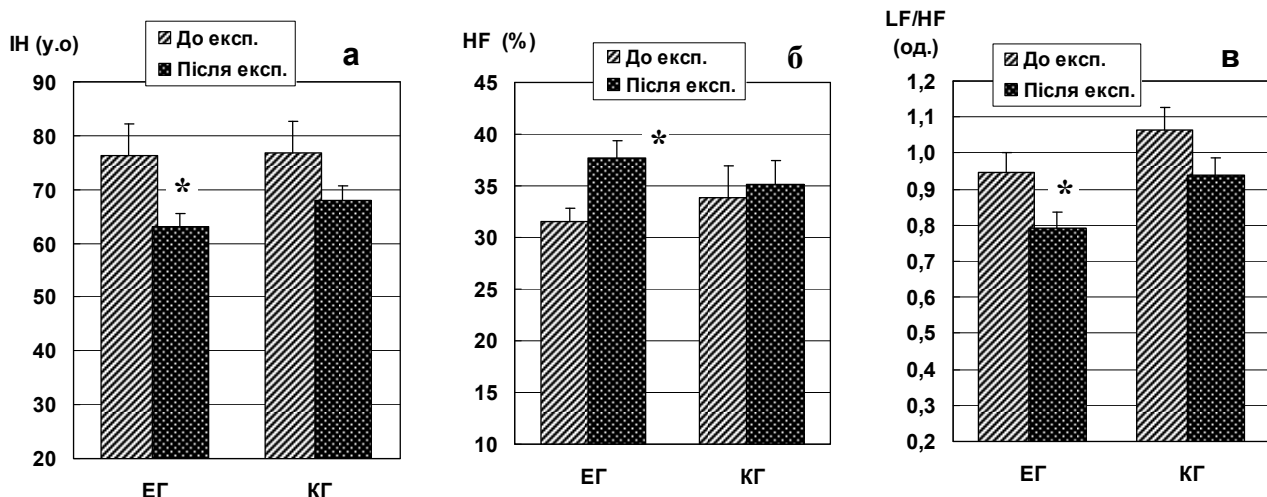 ІН (у.о)
До експ.
Після експ.
а
90
80
70
60
50
40
30
20
*
ЕГ
КГ
HF (%)
До експ.
Після експ.
б
45
40
35
30
25
20
15
10
*
ЕГ
КГ
LF/HF
(од.)
До експ.
Після експ.
в
1,2
1,1
1,0
0,9
0,8
0,7
0,6
0,5
0,4
0,3
0,2
*
ЕГ
КГ